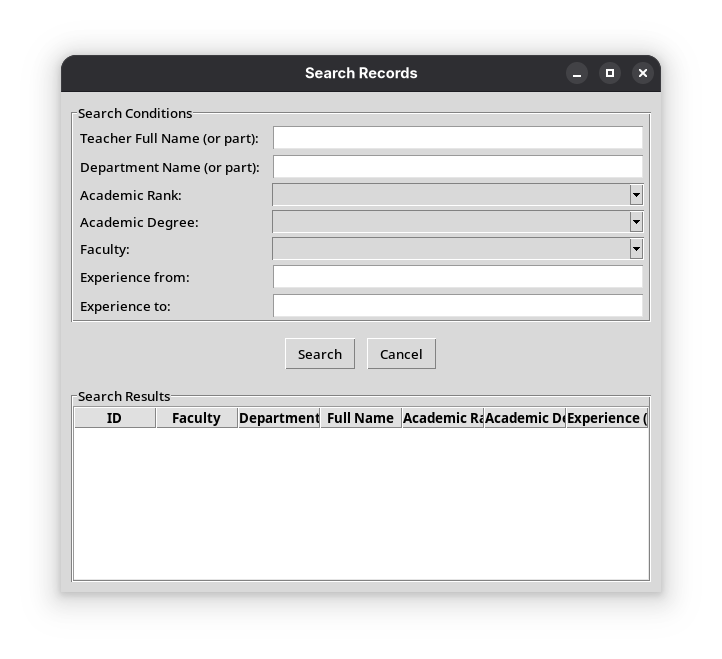 Search Records
Search Conditions
Teacher Full Name (or part):
Department Name (or part):
Academic Rank:
Academic Degree:
Faculty:
Experience from:
Experience to:
Search Cancel
Search Results
ID Faculty Department Full Name Academic Ra Academic De Experience (